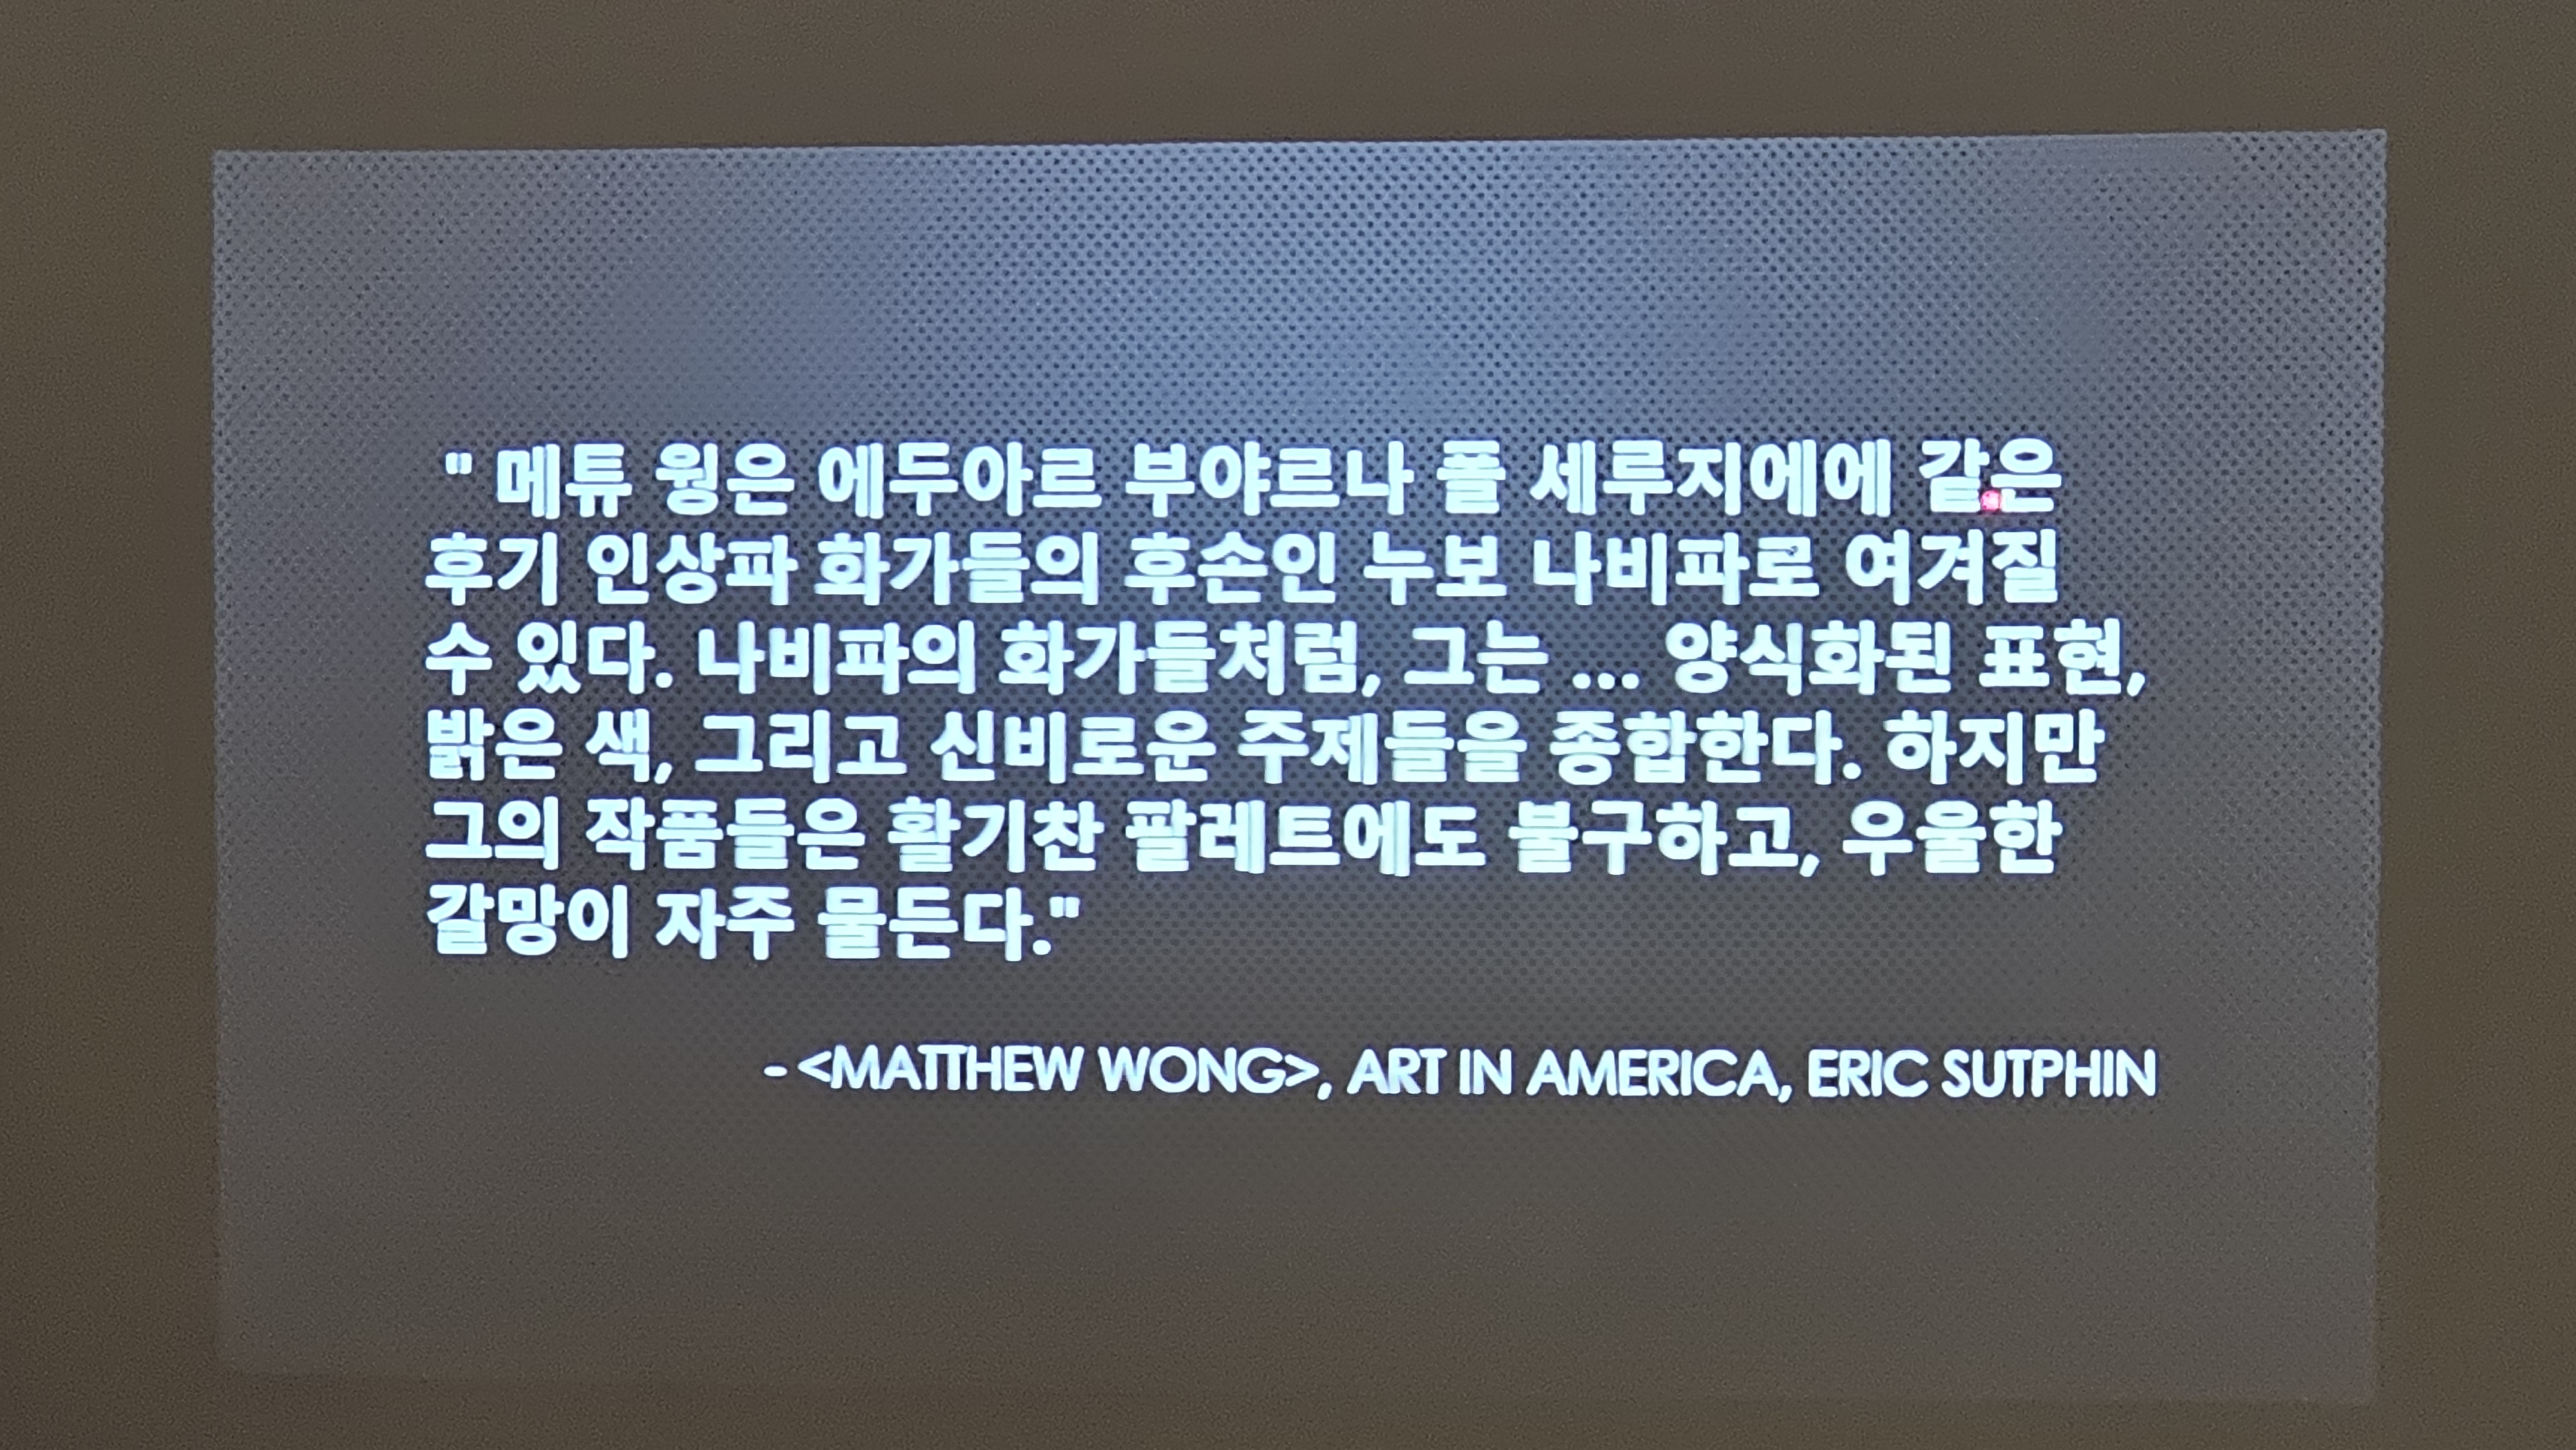 " 메튜 웡은 에두아르 부야르나 폴 세루지에에 같은
후기 인상파 화가들의 후손인 누보 나비파로 여겨질
수 있다. 나비파의 화가들처럼, 그는 ... 양식화된 표현,
밝은 색, 그리고 신비로운 주제들을 종합한다. 하지만
그의 작품들은 활기찬 팔레트에도 불구하고, 우울한
갈망이 자주 물든다."
- <MATTHEW WONG>, ART IN AMERICA, ERIC SUTPHIN